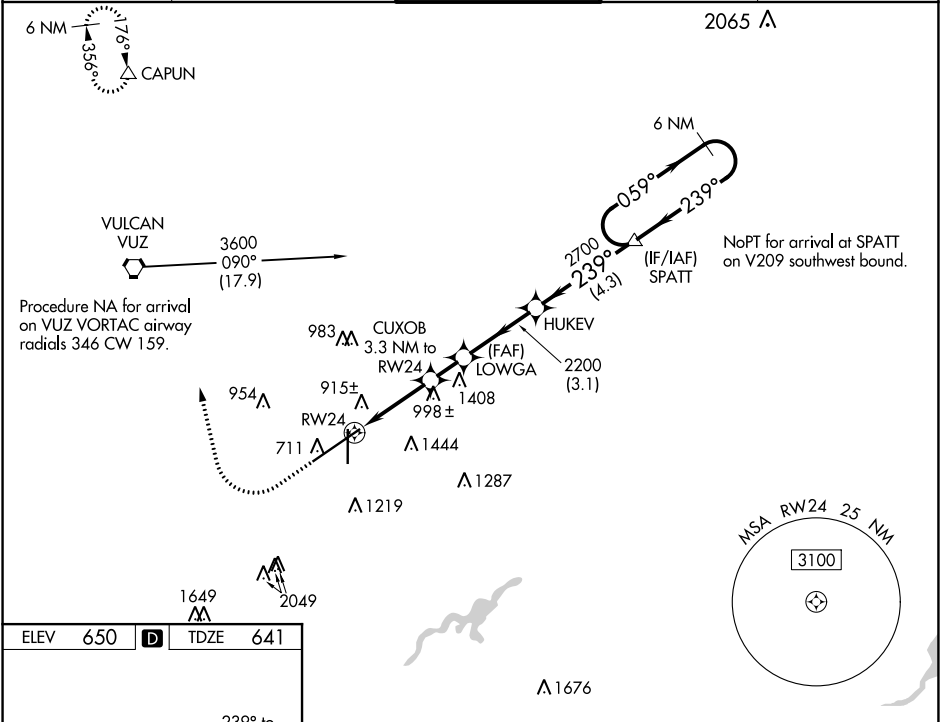 2065
6 NM
176°
356°
CAPUN
6 NM
059°
239°
VULCAN
VUZ
3600
090°
(17.9)
2700
239°
(4.3)
(IF/IAF)
SPATT
NoPT for arrival at SPATT
on V209 southwest bound.
Procedure NA for arrival
on VUZ VORTAC airway
radials 346 CW 159.
HUKEV
983
CUXOB
3.3 NM to
RW24
(FAF)
LOWGA
2200
(3.1)
954
915±
998±
1408
RW24
711
1444
1287
1219
MSA RW24 25 NM
3100
2049
1649
ELEV 650 D TDZE 641
1676
239° to